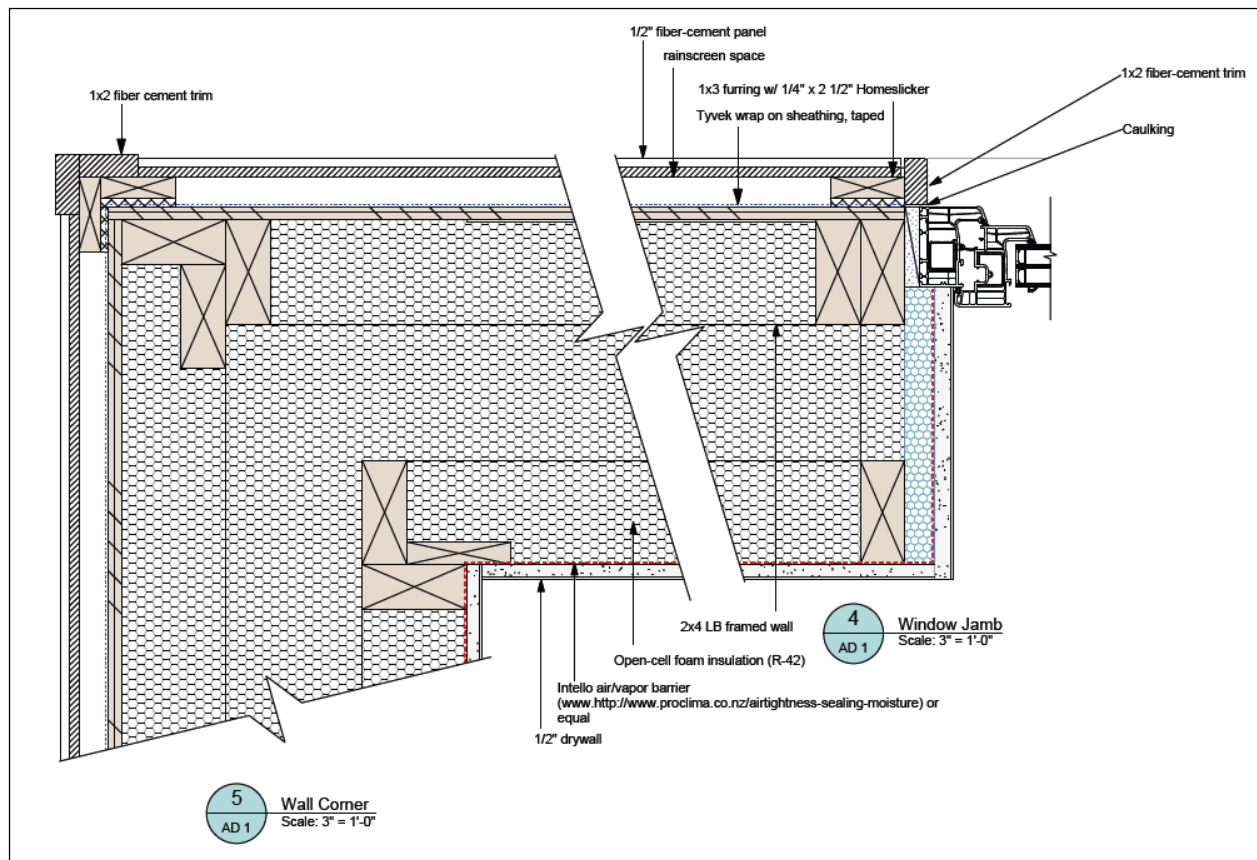 1/2" fiber-cement panel
rainscreen space
1x2 fiber-cement trim
1x3 furring w/ 1/4" x 2 1/2" Homeslicker
1x2 fiber cement trim
Tyvek wrap on sheathing, taped
Caulking
2x4 LB framed wall
4
AD 1
Window Jamb
Scale: 3" = 1'-0"
Open-cell foam insulation (R-42)
Intello air/vapor barrier
(www.http://www.proclima.co.nz/airtightness-sealing-moisture) or
equal
1/2" drywall
5
AD 1
Wall Corner
Scale: 3" = 1'-0"